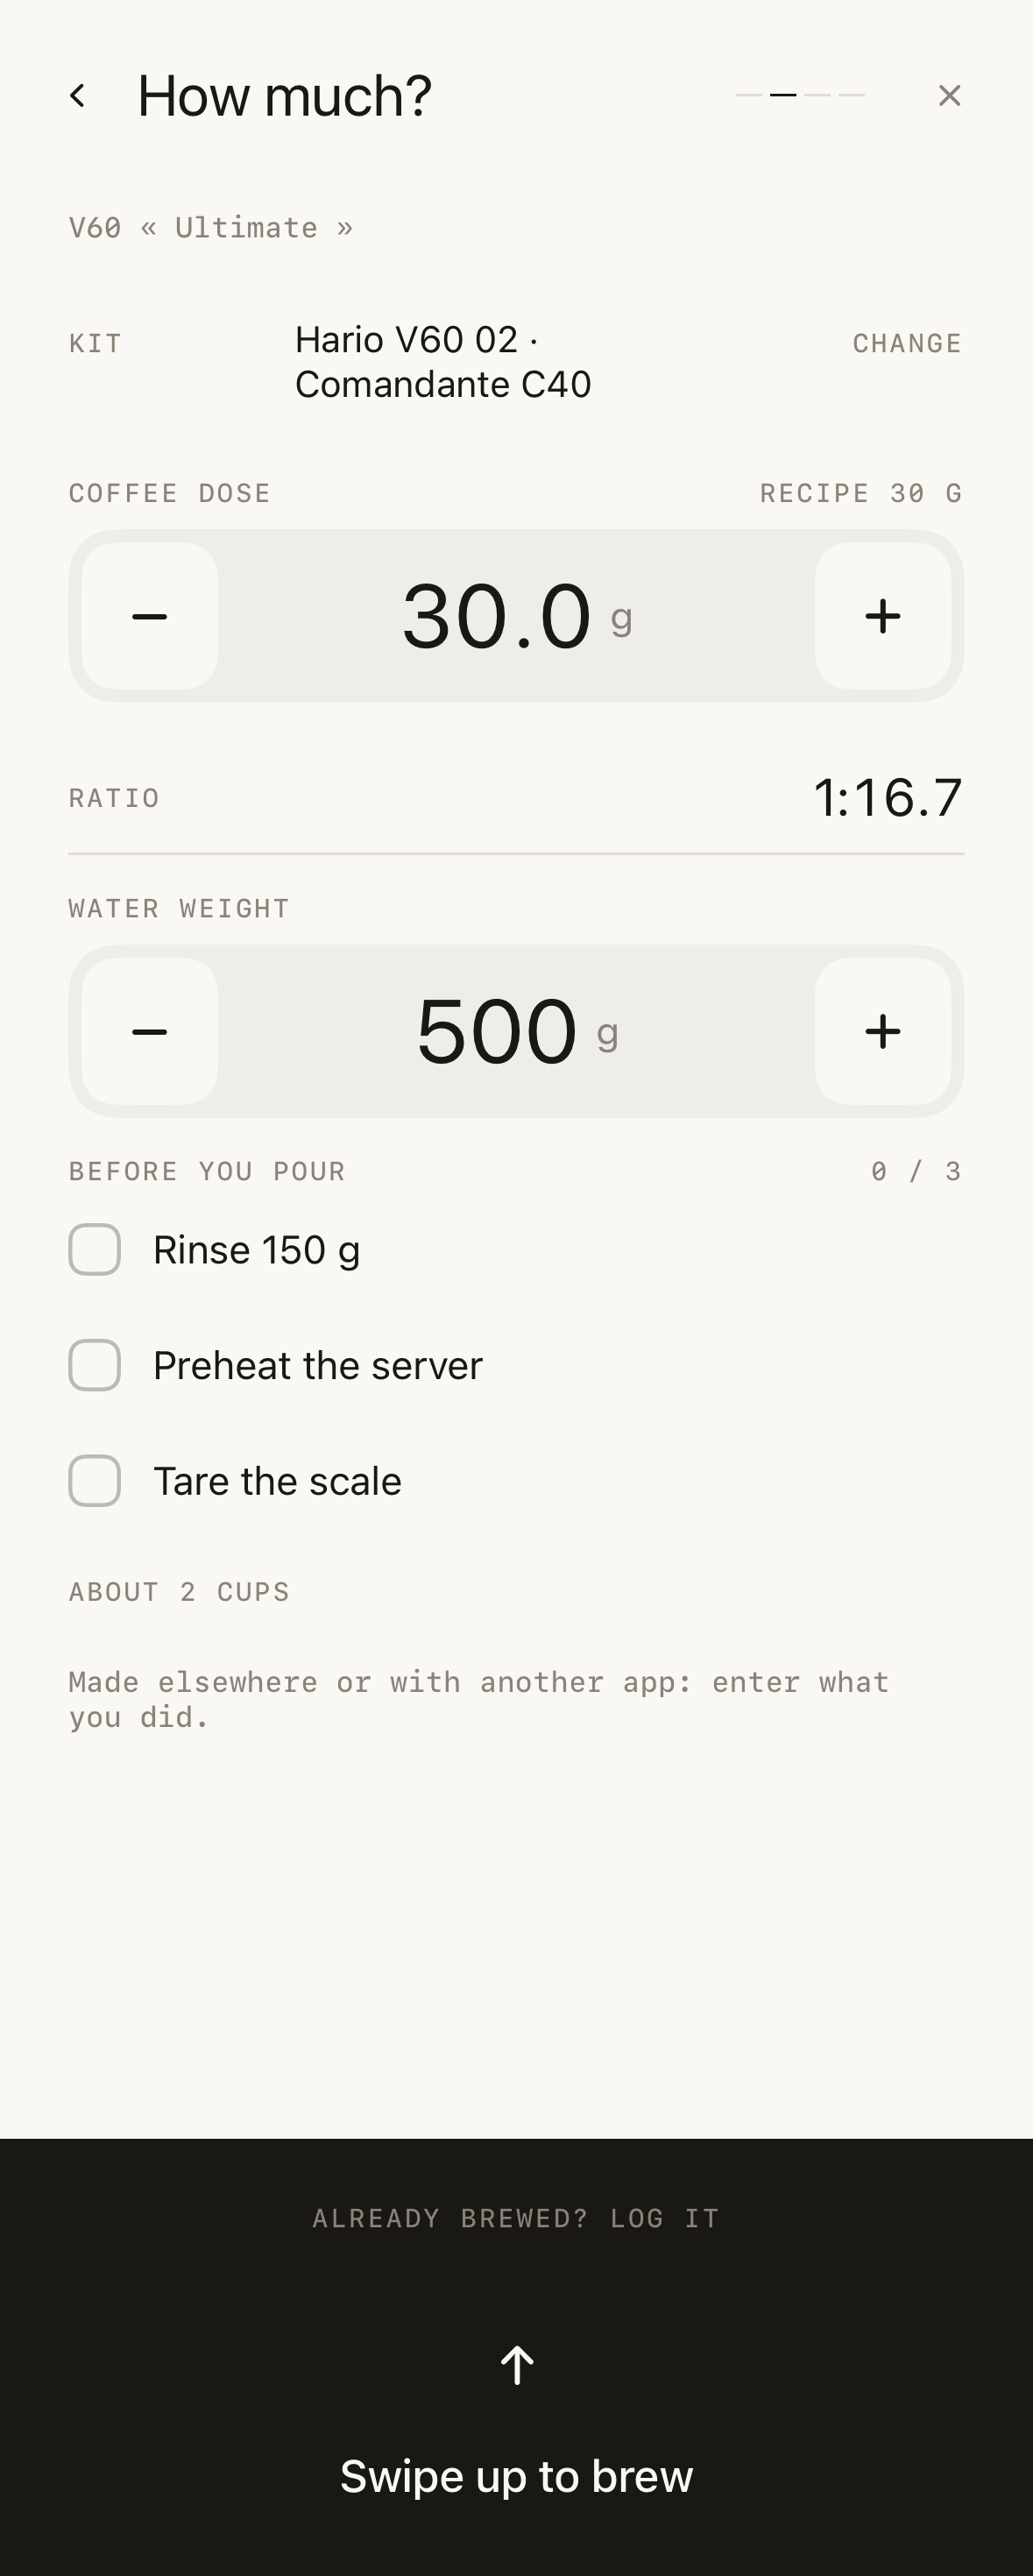 How much?
V60 « Ultimate »
KIT
Hario V60 02 ·
Comandante C40
CHANGE
COFFEE DOSE
RECIPE 30 G
30.0 g
RATIO
1:16.7
WATER WEIGHT
500 g
BEFORE YOU POUR
0 / 3
Rinse 150 g
Preheat the server
Tare the scale
ABOUT 2 CUPS
Made elsewhere or with another app: enter what
you did.
ALREADY BREWED? LOG IT
Swipe up to brew